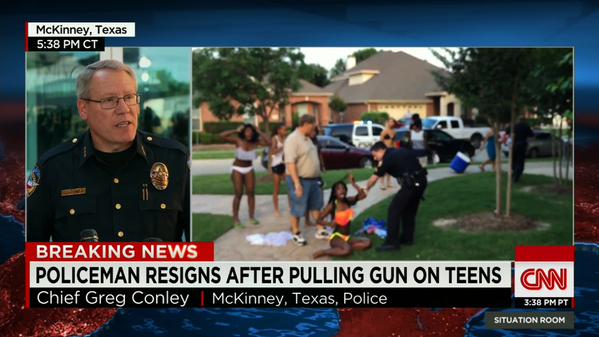 McKinney, Texas
5:38 PM CT
BREAKING NEWS
POLICEMAN RESIGNS AFTER PULLING GUN ON TEENS
Chief Greg Conley | McKinney, Texas, Police
CNN
3:38 PM PT
SITUATION ROOM